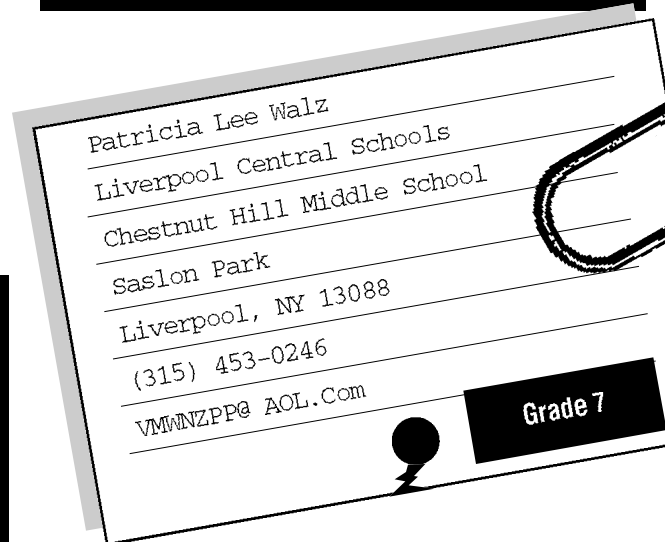 Patricia Lee Walz
Liverpool Central Schools
Chestnut Hill Middle School
Saslon Park
Liverpool, NY 13088
(315) 453-0246
VMWNZPP@ AOL.Com
Grade 7